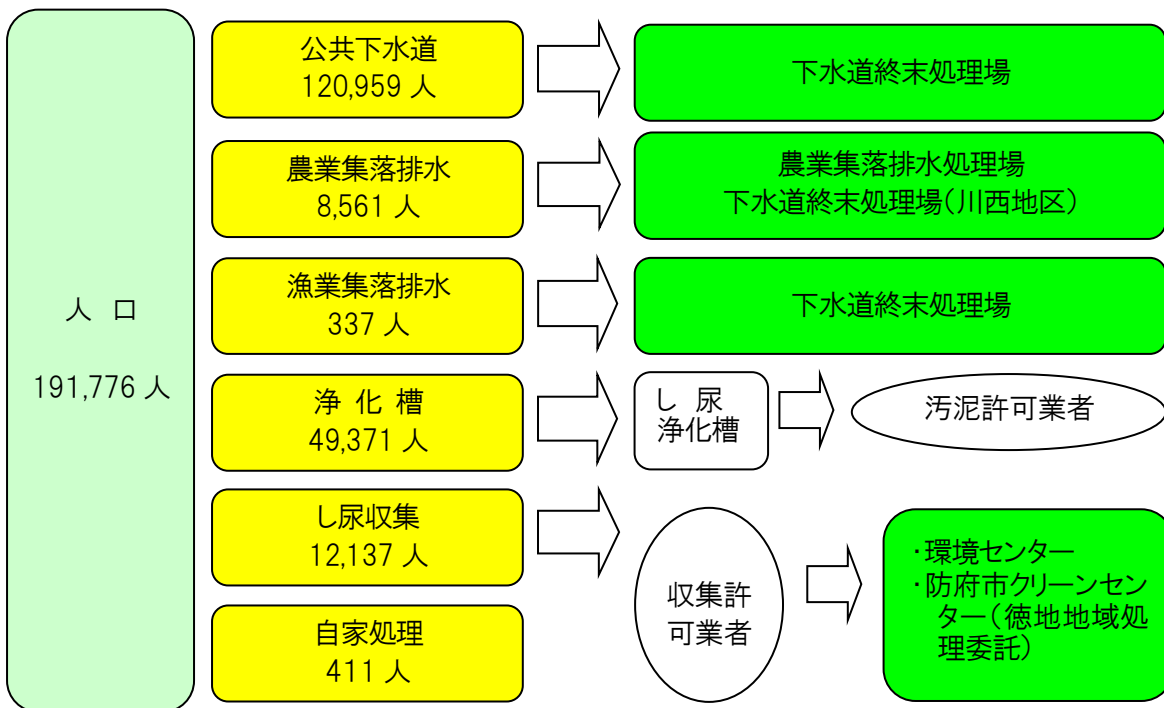 人 口
191,776 人
公共下水道
120,959 人
下水道終末処理場
農業集落排水
8,561 人
農業集落排水処理場
下水道終末処理場(川西地区)
漁業集落排水
337 人
下水道終末処理場
浄 化 槽
49,371 人
し 尿
浄化槽
汚泥許可業者
し尿収集
12,137 人
収集許
可業者
・環境センター
・防府市クリーンセン
ター(徳地地域処
理委託)
自家処理
411 人